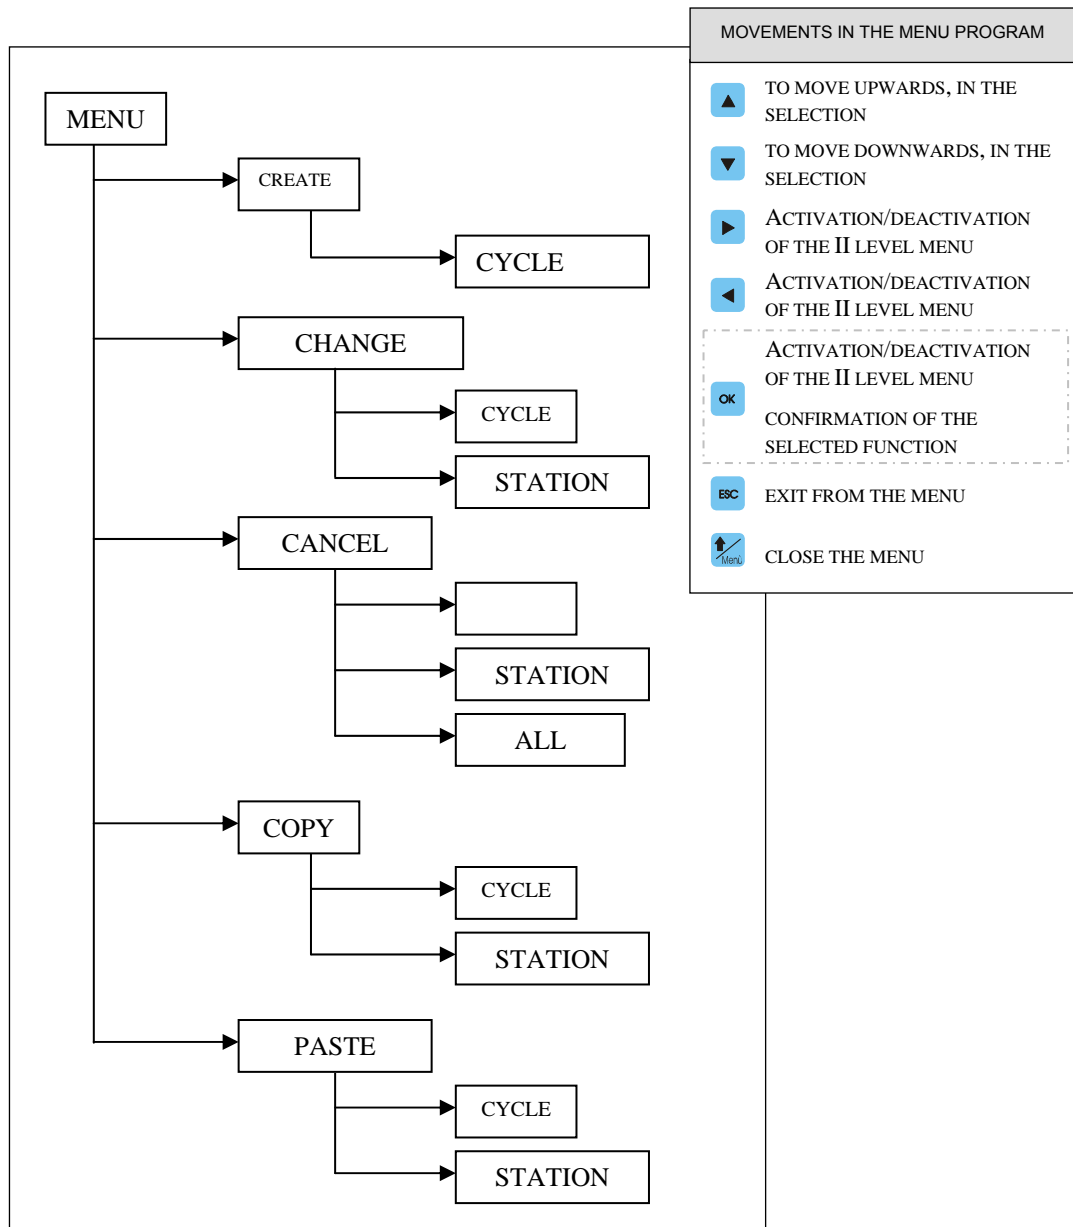 MOVEMENTS IN THE MENU PROGRAM
TO MOVE UPWARDS, IN THE
SELECTION
TO MOVE DOWNWARDS, IN THE
SELECTION
ACTIVATION/DEACTIVATION
OF THE II LEVEL MENU
ACTIVATION/DEACTIVATION
OF THE II LEVEL MENU
ACTIVATION/DEACTIVATION
OF THE II LEVEL MENU
OK
CONFIRMATION OF THE
SELECTED FUNCTION
ESC EXIT FROM THE MENU
Menù CLOSE THE MENU
MENU
CREATE
CYCLE
CHANGE
CYCLE
STATION
CANCEL
STATION
ALL
COPY
CYCLE
STATION
PASTE
CYCLE
STATION